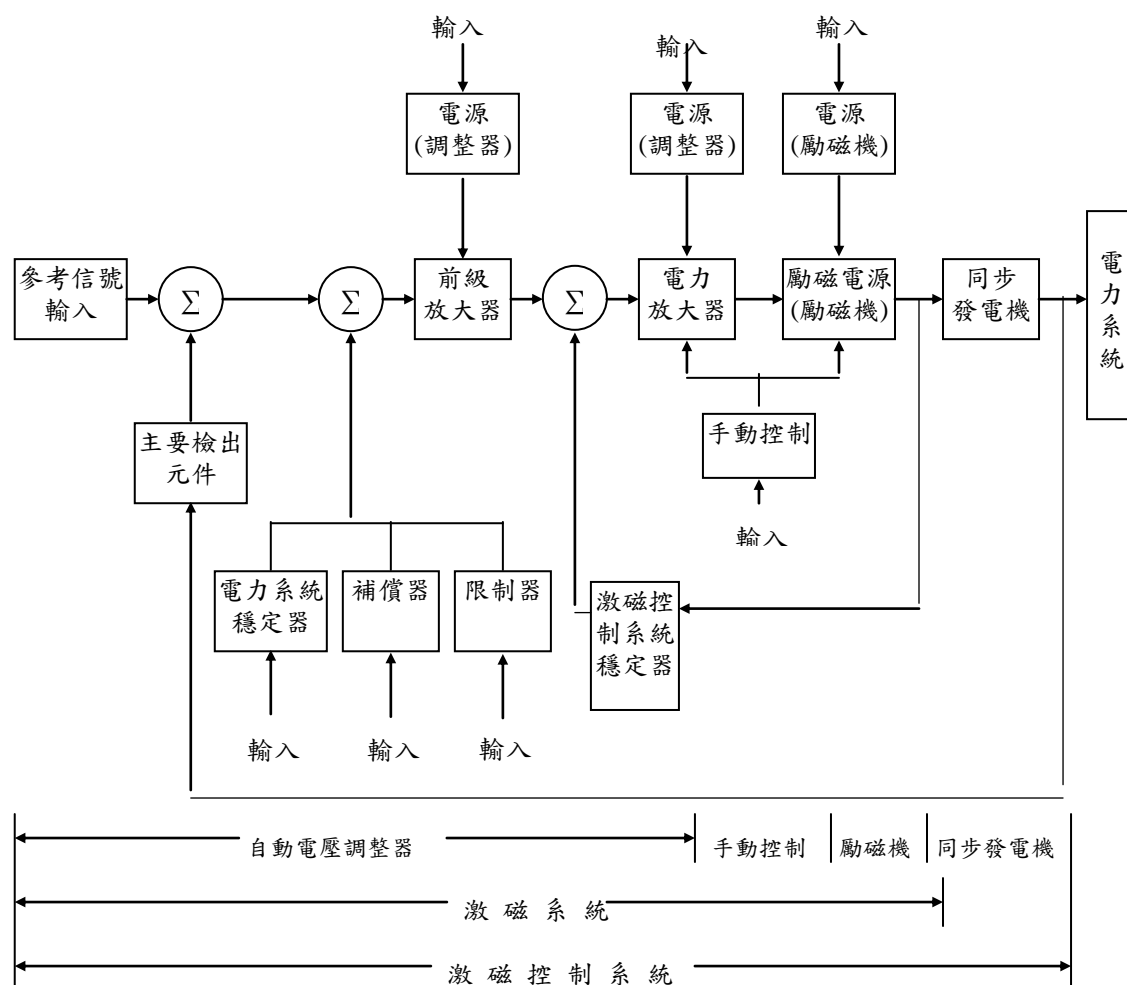 輸入
輸入
輸入
電源
(調整器)
電源
(調整器)
電源
(勵磁機)
參考信號
輸入
Σ
Σ
前級
放大器
Σ
電力
放大器
勵磁電源
(勵磁機)
同步
發電機
電
力
系
統
主要檢出
元件
手動控制
輸入
電力系統
穩定器
補償器
限制器
激磁控
制系統
穩定器
輸入
輸入
輸入
自動電壓調整器
手動控制
勵磁機
同步發電機
激磁系統
激磁控制系統